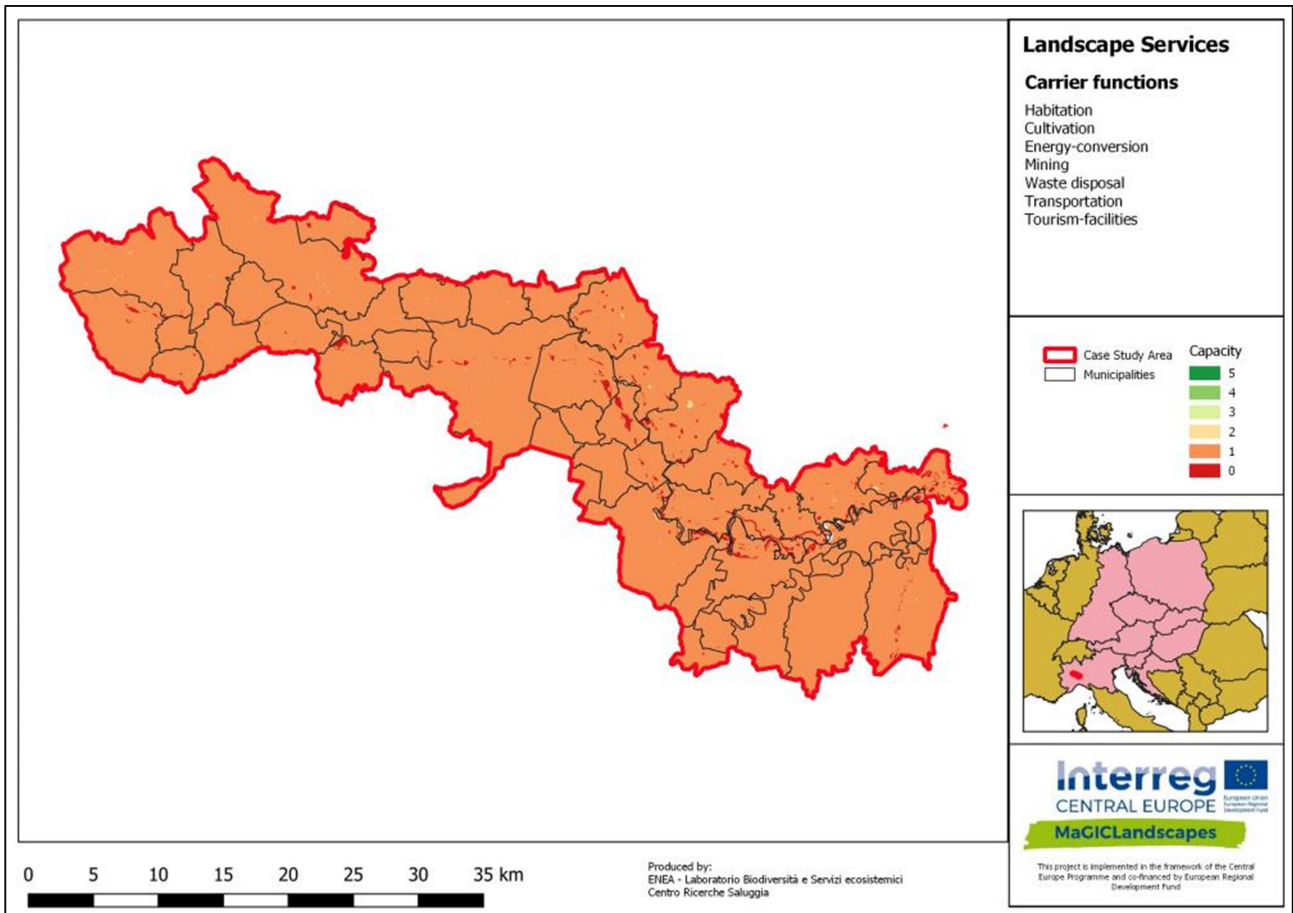 Landscape Services
Carrier functions
Habitation
Cultivation
Energy-conversion
Mining
Waste disposal
Transportation
Tourism-facilities
Case Study Area
Municipalities
Capacity
5
4
3
2
1
0
Interreg
CENTRAL EUROPE
European Union
European Regional
Development Fund
MaGICLandscapes
This project is implemented in the framework of the Central
Europe Programme and co-financed by European Regional
Development Fund
0 5 10 15 20 25 30 35 km
Produced by:
ENEA - Laboratorio Biodiversità e Servizi ecosistemici
Centro Ricerche Saluggia